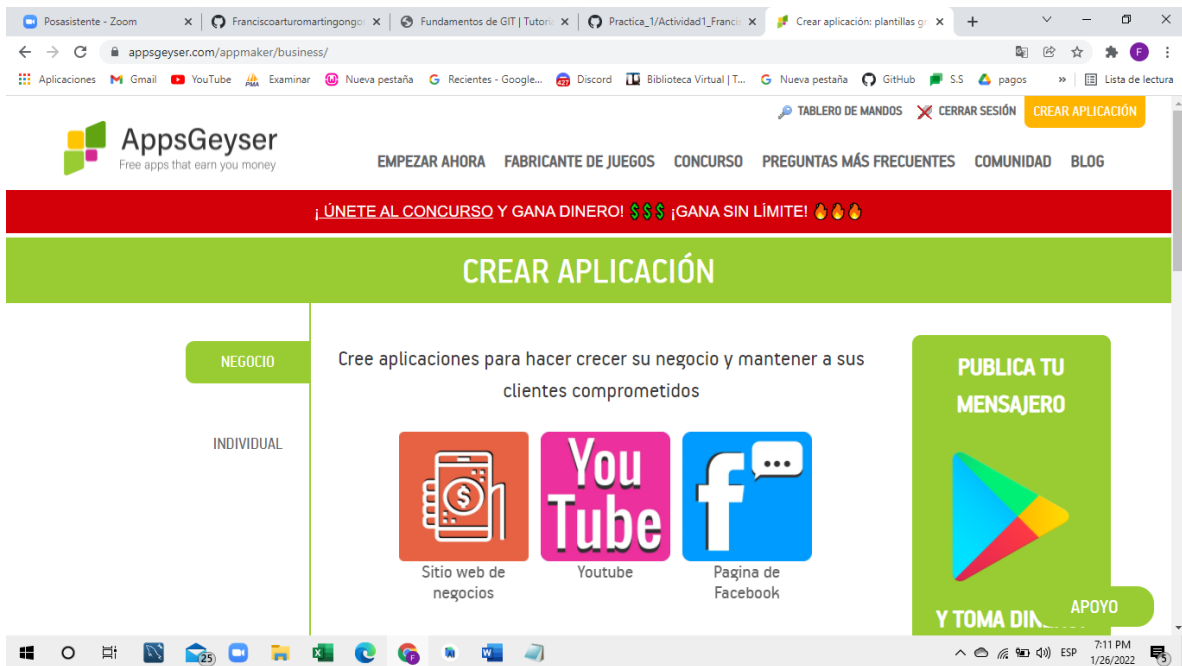 Posasistente - Zoom
Franciscoarturomartingongor
Fundamentos de GIT | Tutoria
Practica_1/Actividad1_Francis
Crear aplicación: plantillas gr
appsgeyser.com/appmaker/business/
F
Aplicaciones Gmail YouTube Examinar Nueva pestaña Recientes - Google... Discord Biblioteca Virtual | T... Nueva pestaña GitHub S.S pagos » Lista de lectura
TABLERO DE MANDOS CERRAR SESIÓN CREAR APLICACIÓN
AppsGeyser
Free apps that earn you money
EMPEZAR AHORA FABRICANTE DE JUEGOS CONCURSO PREGUNTAS MÁS FRECUENTES COMUNIDAD BLOG
¡ ÚNETE AL CONCURSO Y GANA DINERO! $ $ $ ¡GANA SIN LÍMITE!
CREAR APLICACIÓN
NEGOCIO
INDIVIDUAL
Cree aplicaciones para hacer crecer su negocio y mantener a sus
clientes comprometidos
You
Tube
Sitio web de
negocios
Youtube
Pagina de
Facebook
PUBLICA TU
MENSAJERO
Y TOMA
APOYO
25
ESP
7:11 PM
1/26/2022
5